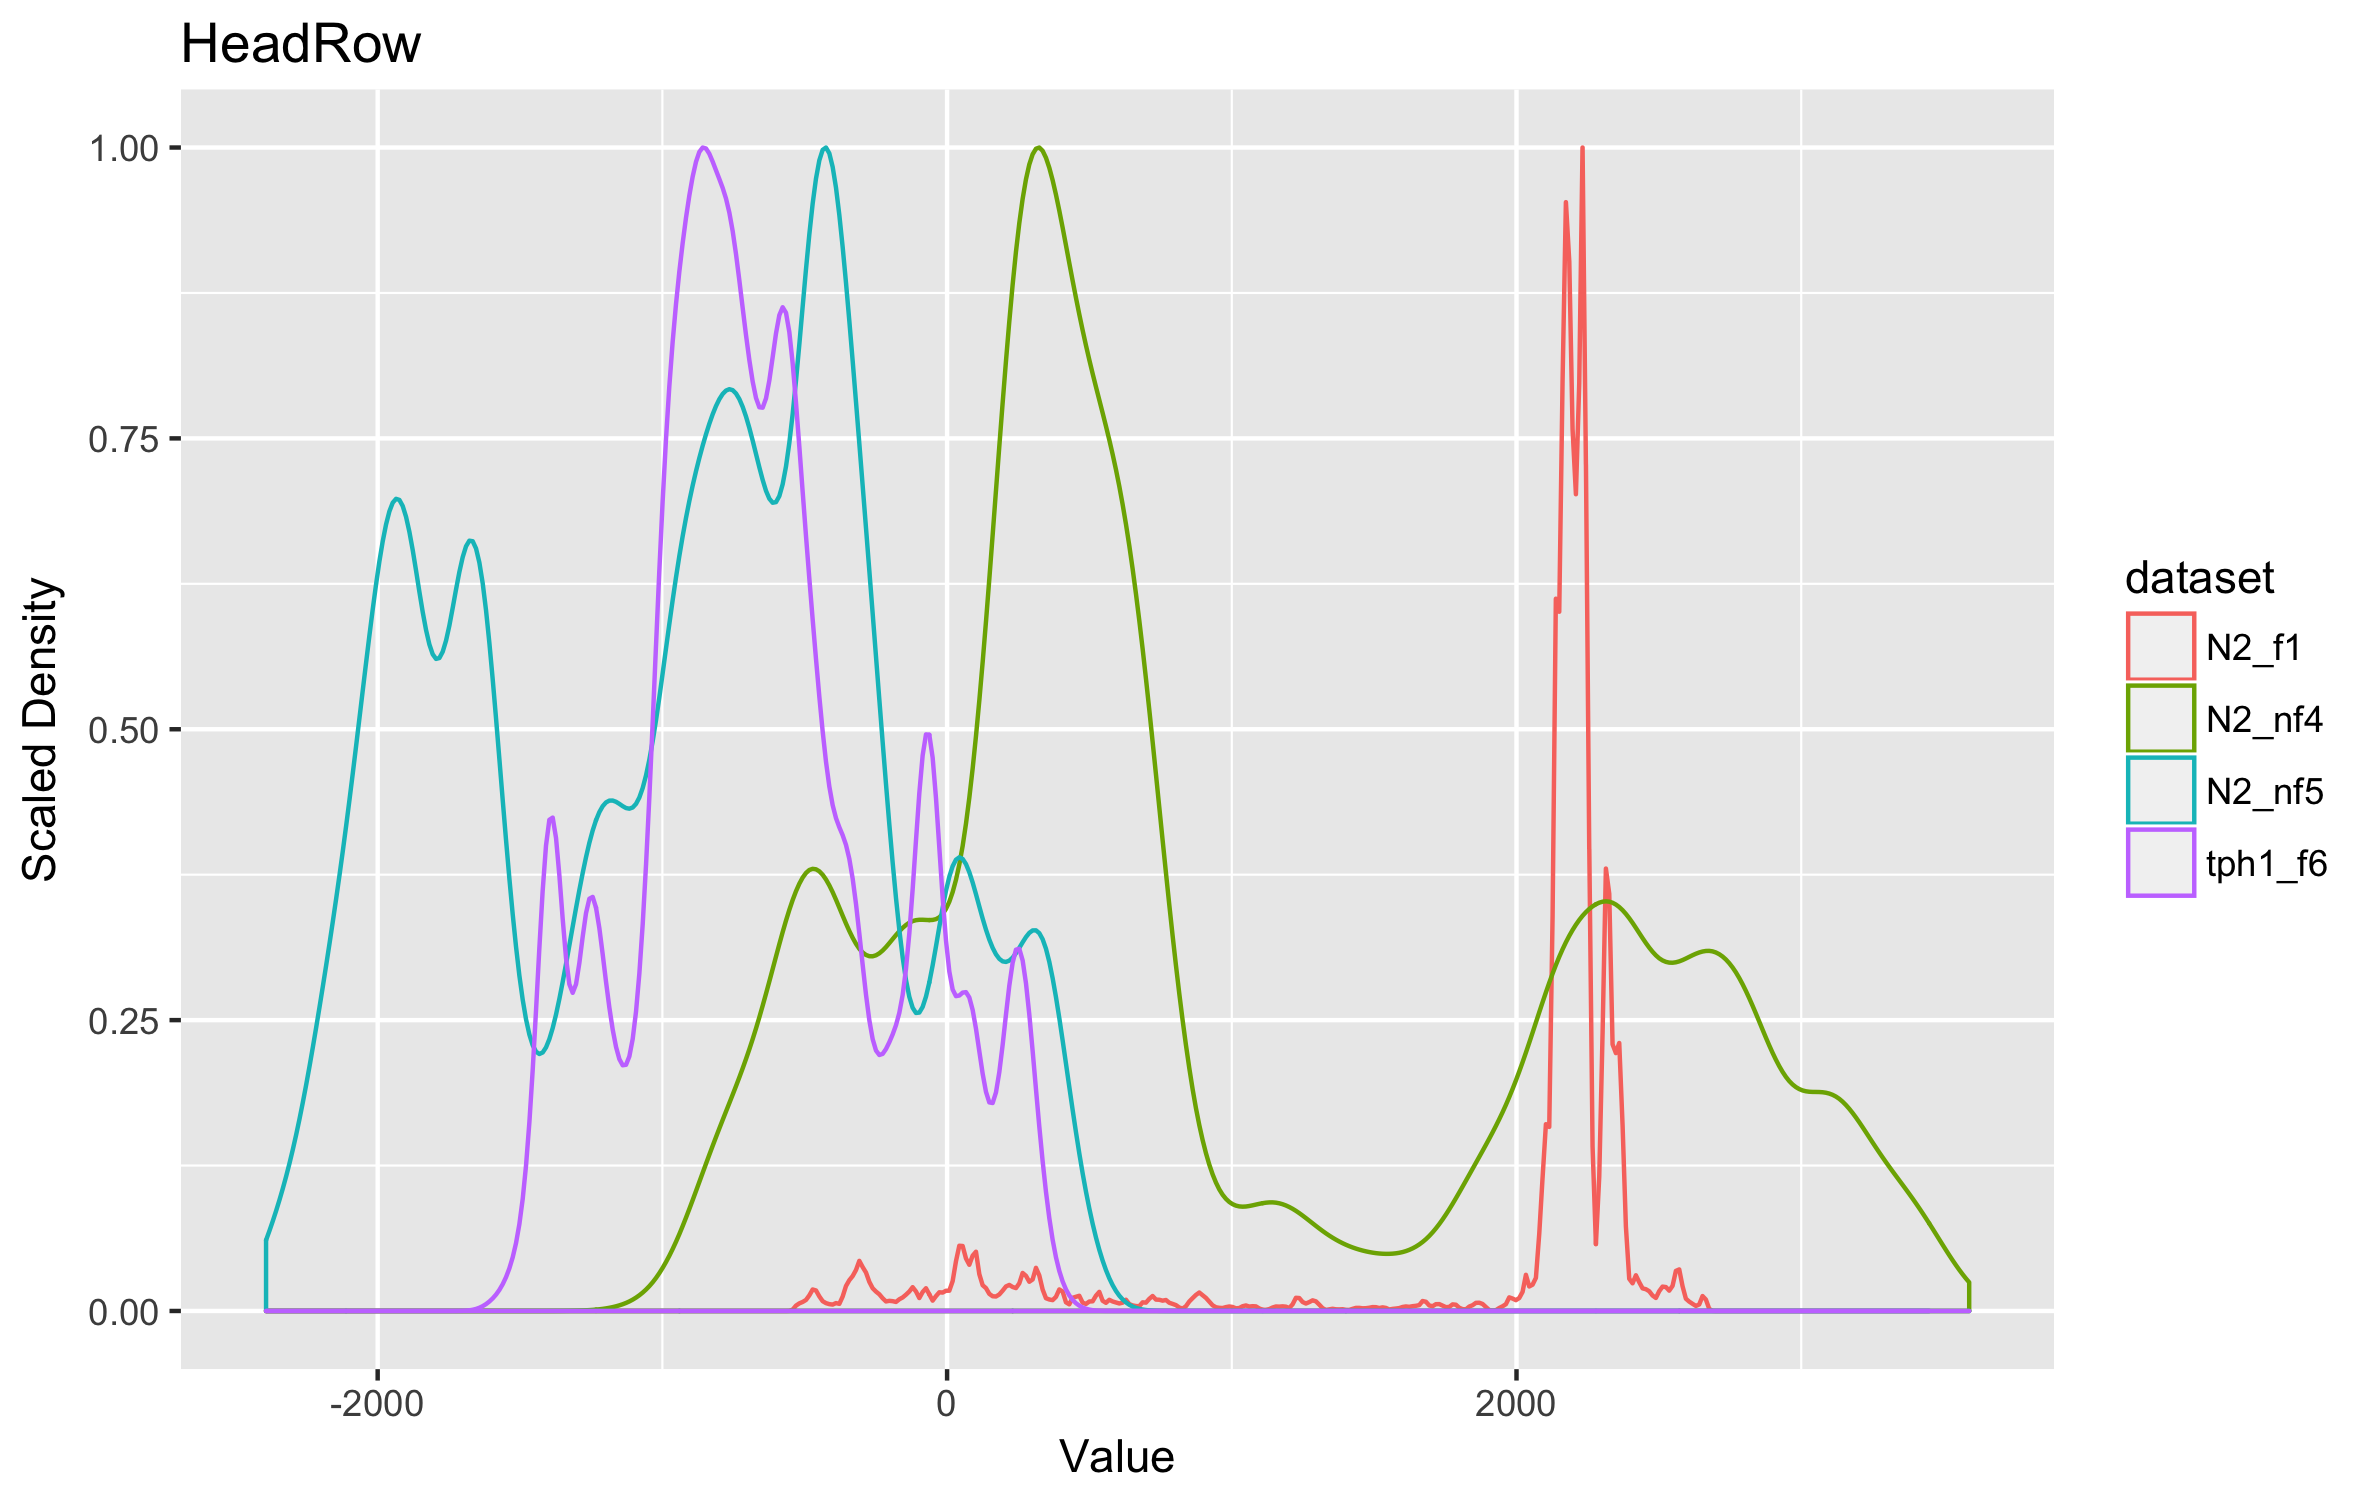 HeadRow
1.00
0.75
0.50
0.25
0.00
Scaled Density
-2000
0
2000
Value
dataset
N2_f1
N2_nf4
N2_nf5
tph1_f6